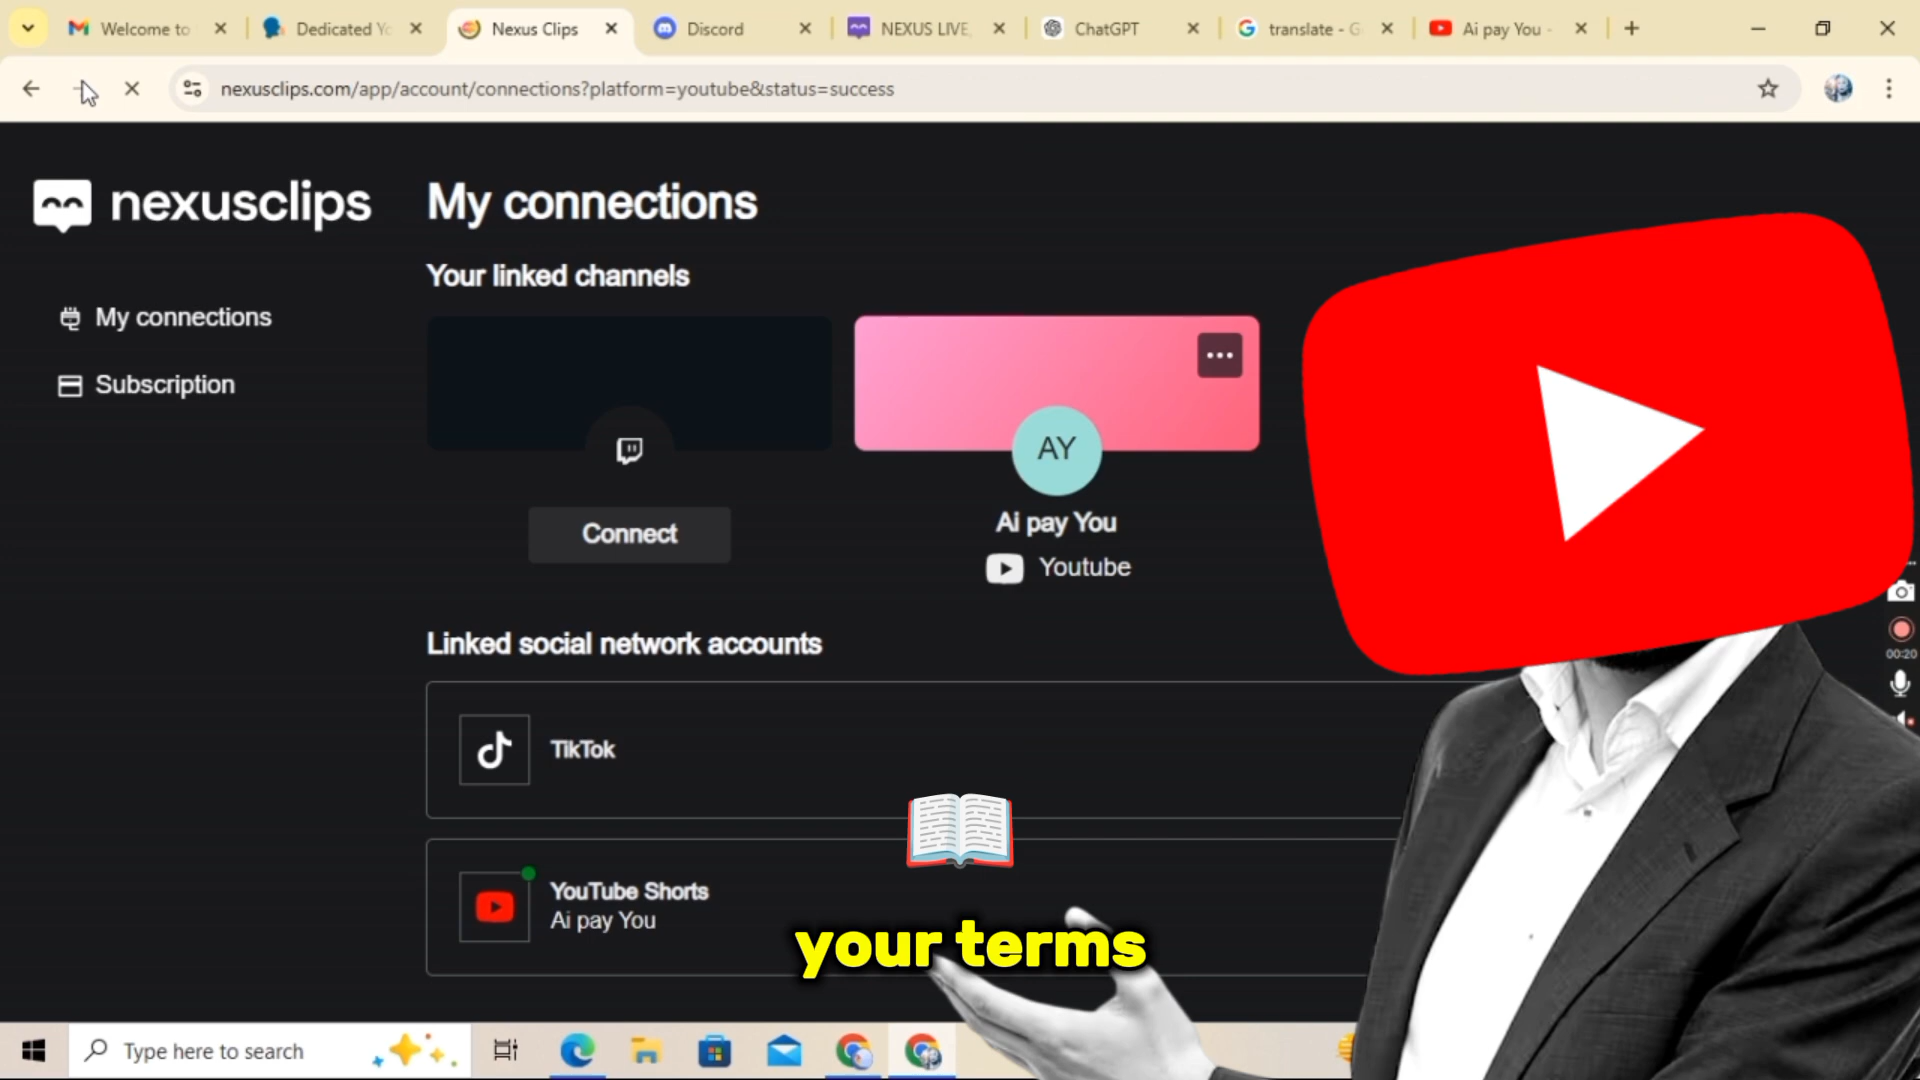 Welcome to
Dedicated Yo
Nexus Clips
Discord
NEXUS LIVE,
ChatGPT
translate - G
Ai pay You -
nexusclips.com/app/account/connections?platform=youtube&status=success
nexusclips
My connections
Subscription
My connections
Your linked channels
Connect
AY
Ai pay You
Youtube
Linked social network accounts
TikTok
YouTube Shorts
Ai pay You
your terms
00:20
Type here to search